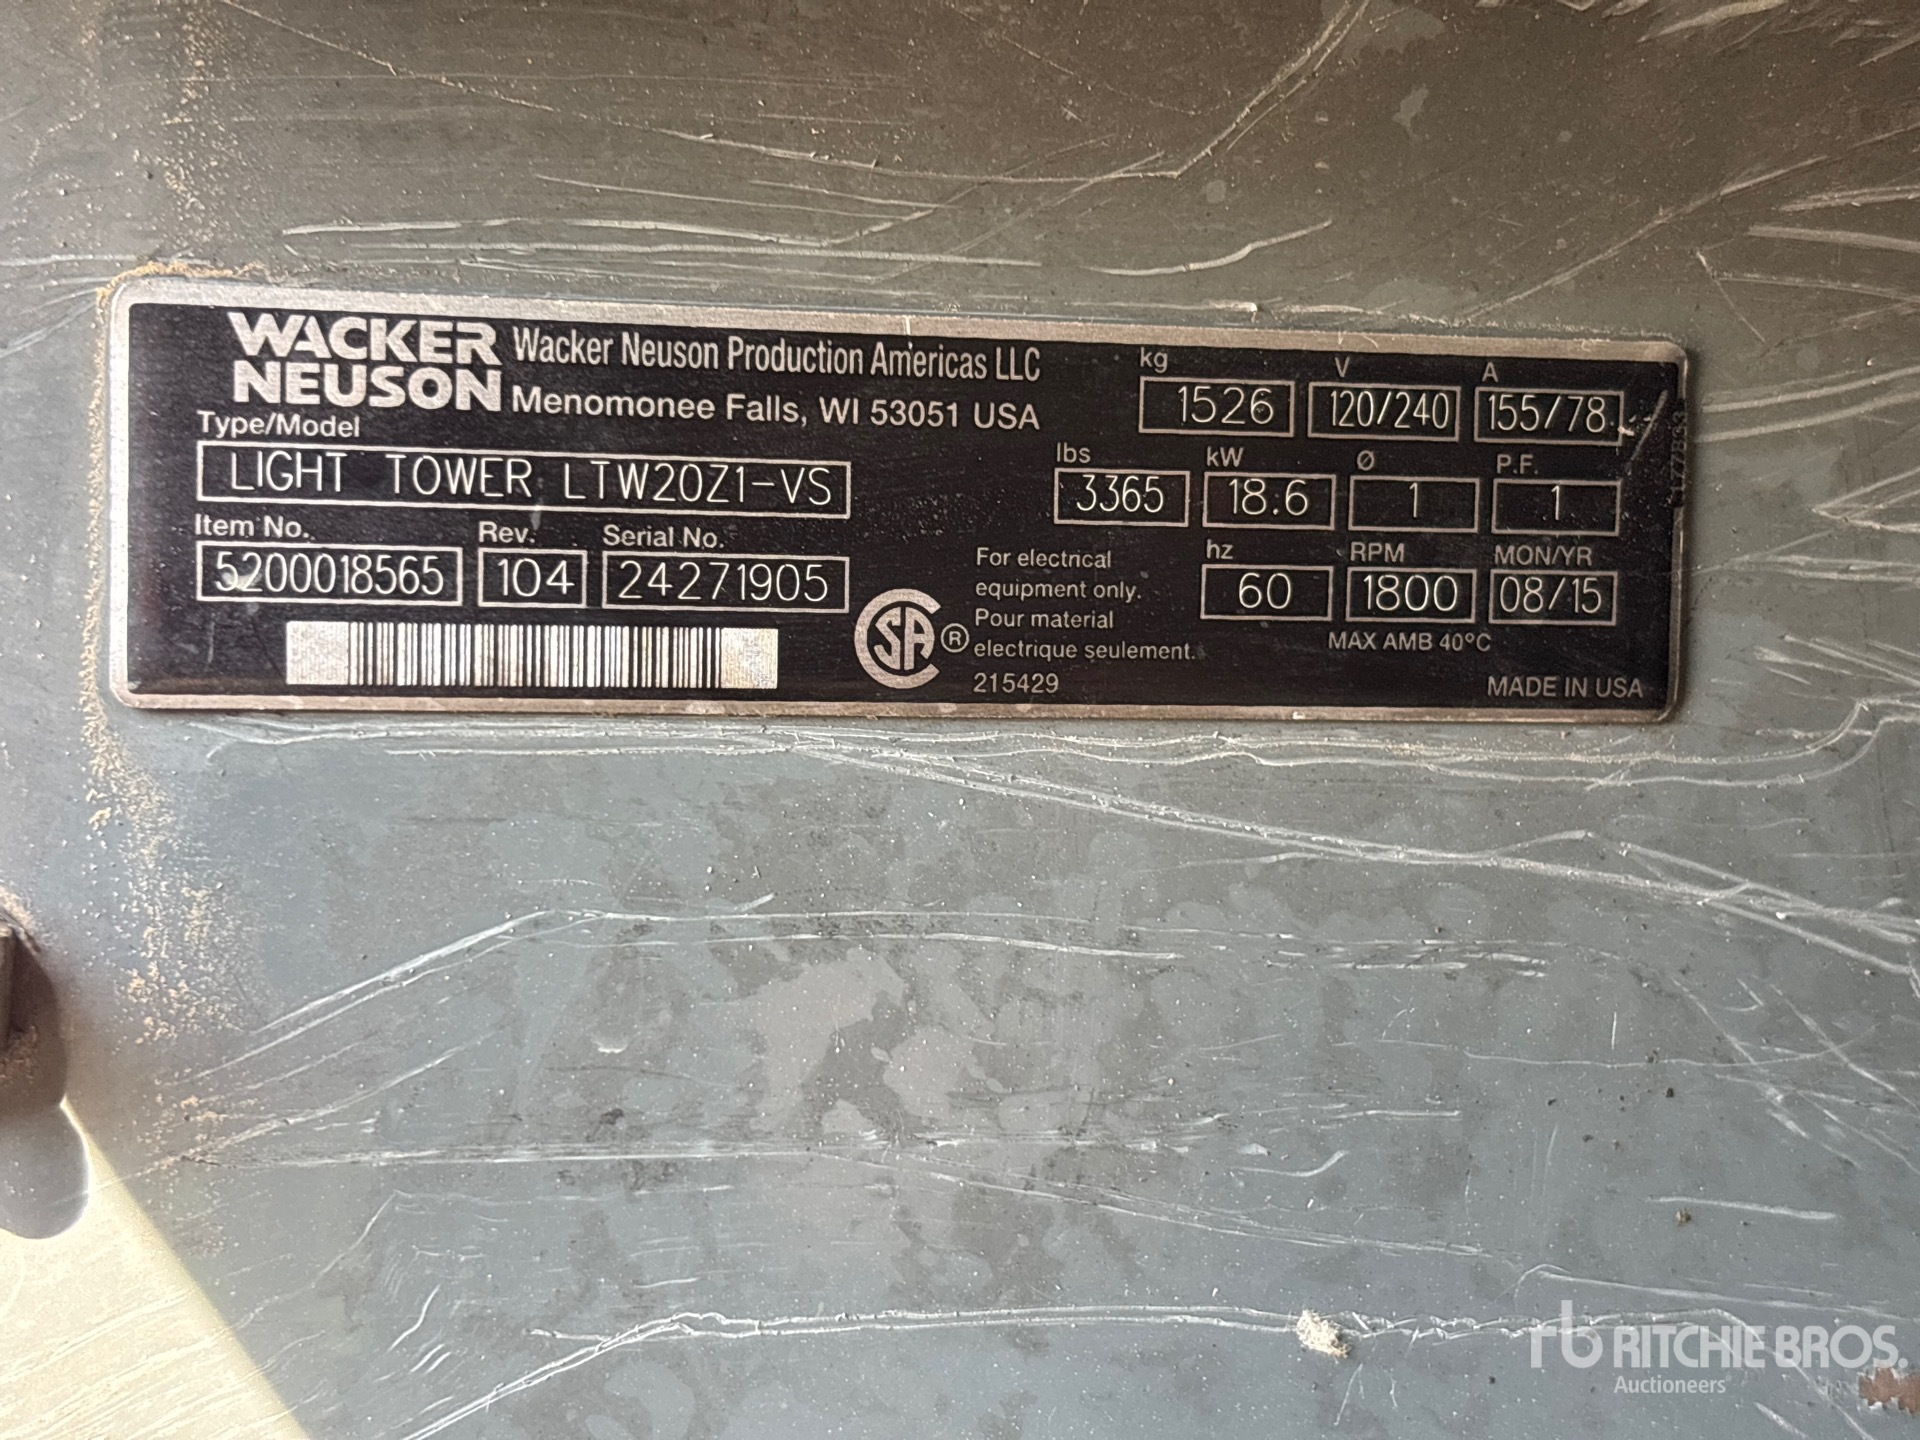 WACKER
NEUSON
Wacker Neuson Production Americas LLC
Menomonee Falls, WI 53051 USA
Type/Model
LIGHT TOWER LTW20Z1-VS
Item No. Rev. Serial No.
5200018565 104 24271905
kg V A
1526 120/240 155/78
lbs kW Ø P.F.
3365 18.6 1 1
hz RPM MON/YR
60 1800 08/15
MAX AMB 40°C
SA ®
For electrical
equipment only.
Pour material
electrique seulement.
215429
MADE IN USA
rb RITCHIE BROS.
Auctioneers